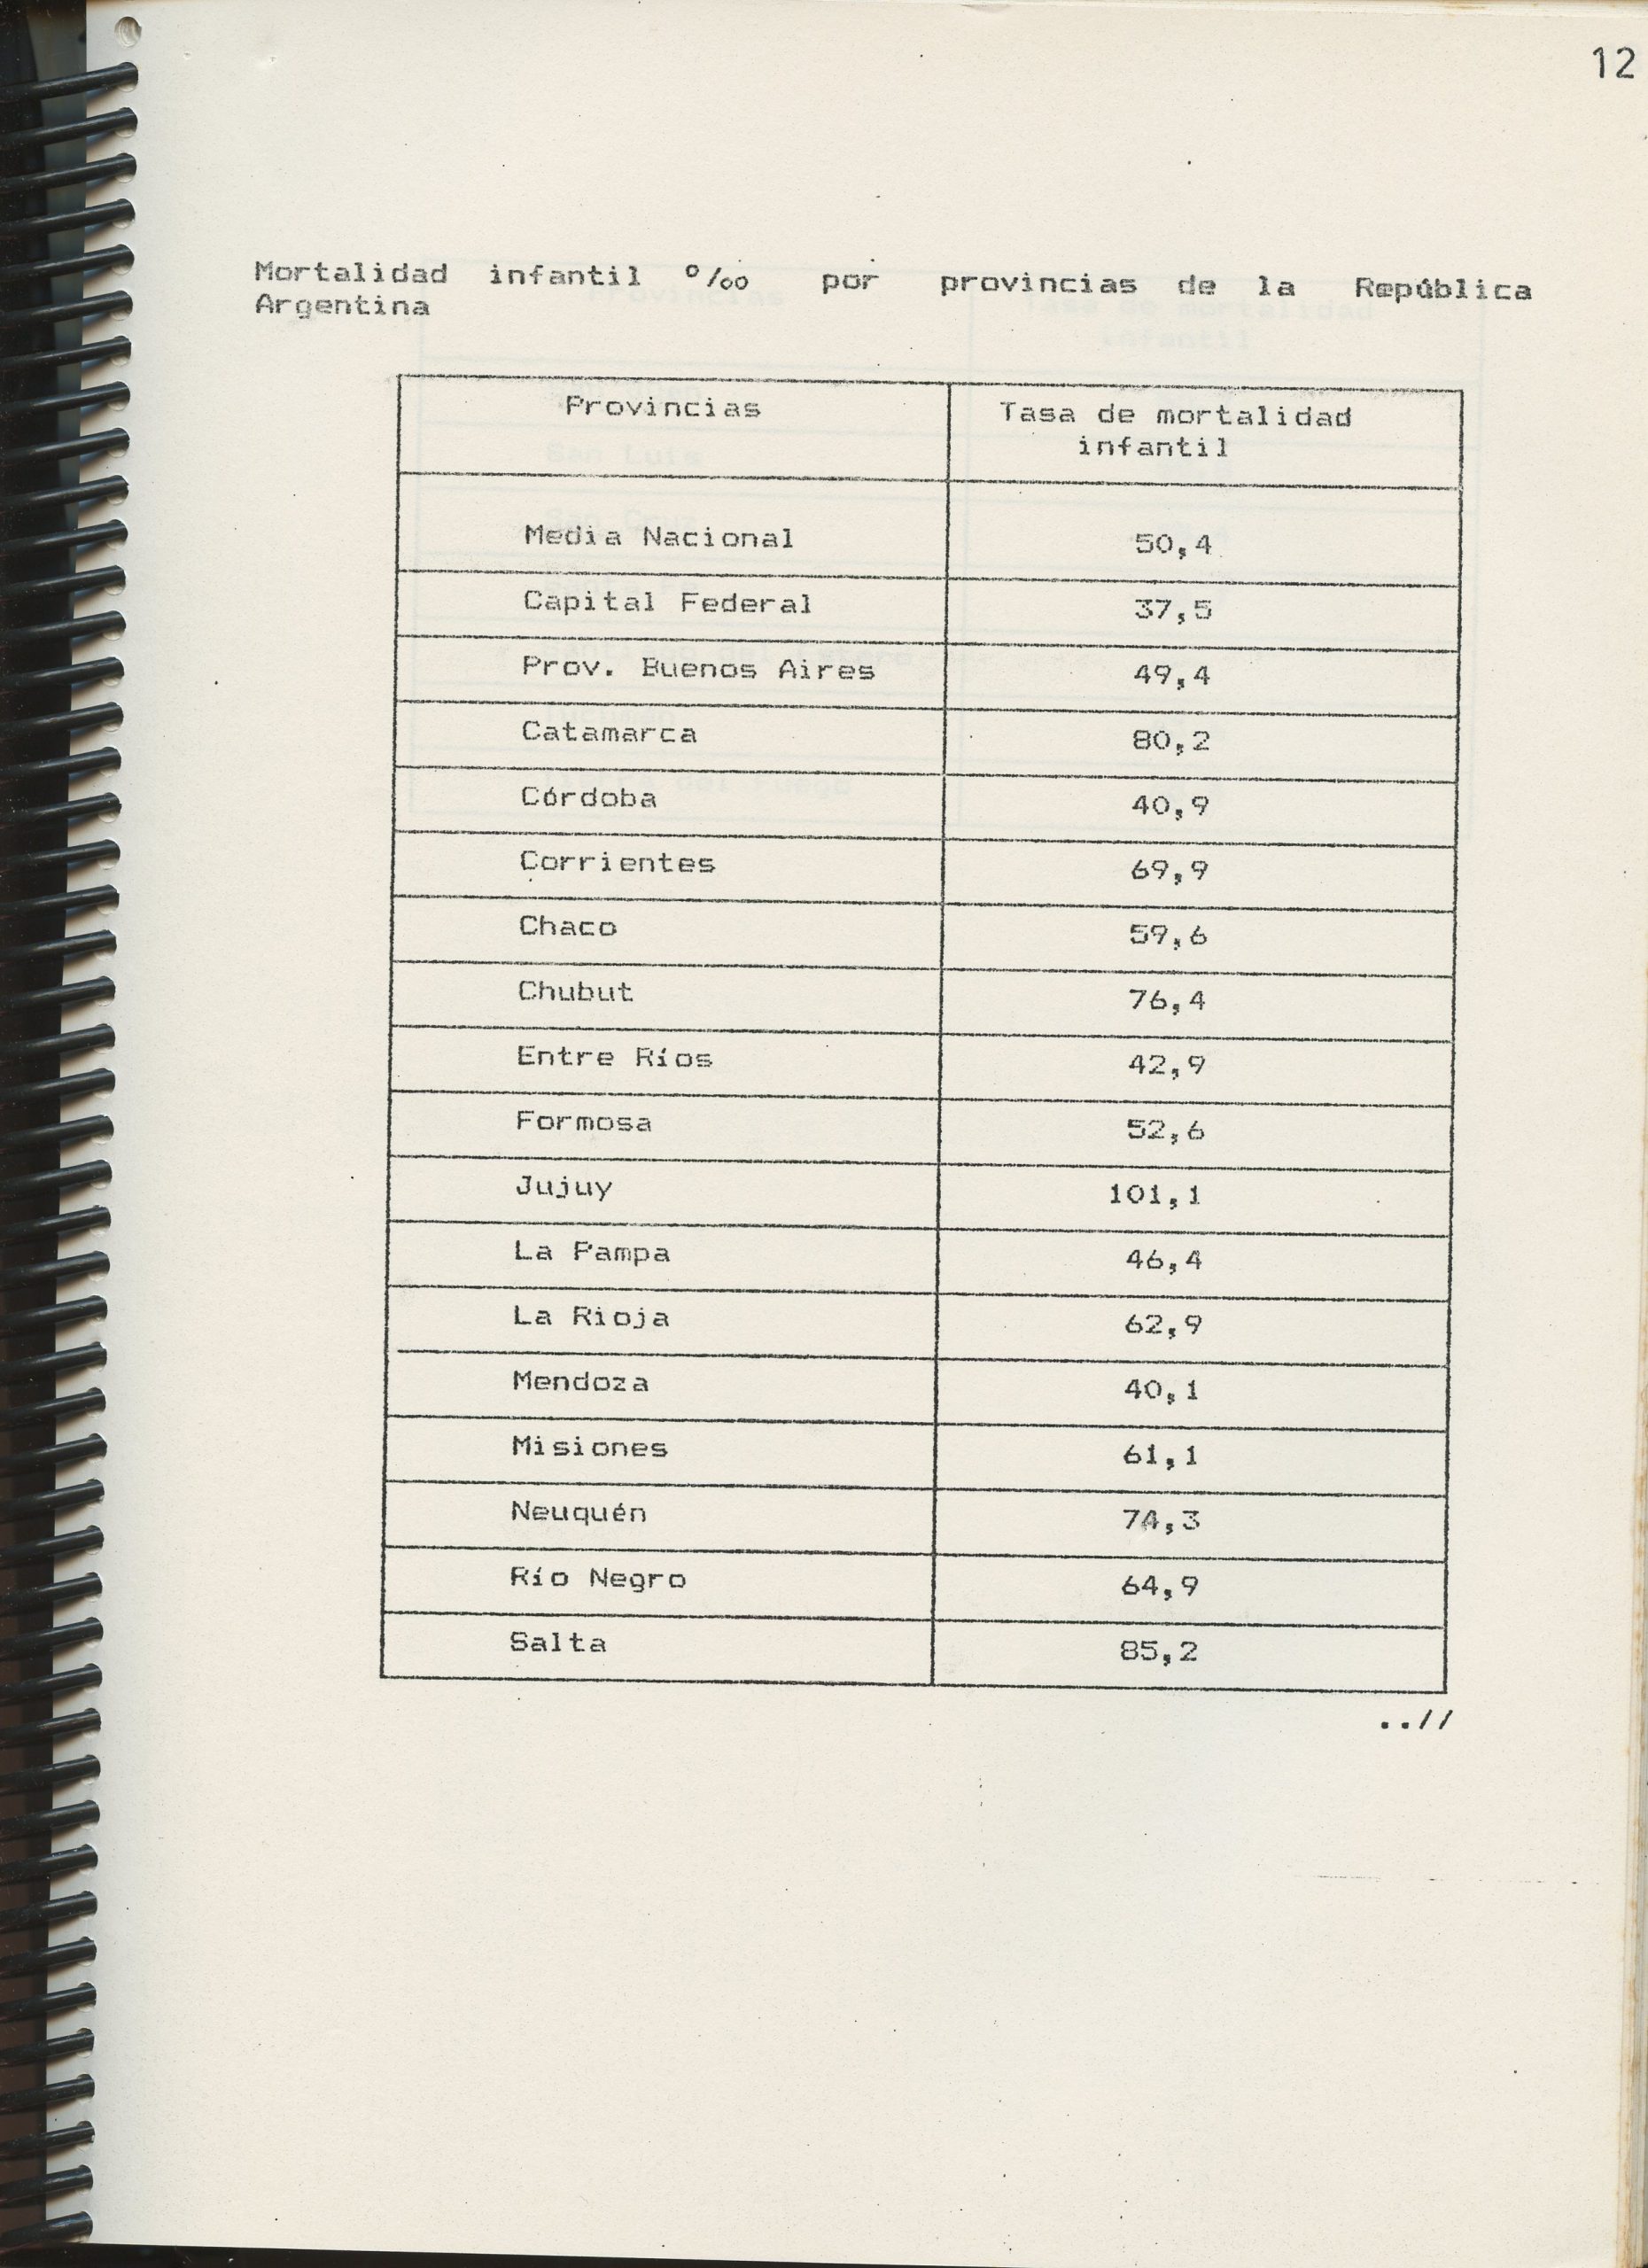 12
Mortalidad infantil º/oo por provincias de la República
Argentina
Provincias Tasa de mortalidad
infantil
Media Nacional 50,4
Capital Federal 37,5
Prov. Buenos Aires 49,4
Catamarca 80,2
Córdoba 40,9
Corrientes 69,9
Chaco 59,6
Chubut 76,4
Entre Ríos 42,9
Formosa 52,6
Jujuy 101,1
La Pampa 46,4
La Rioja 62,9
Mendoza 40,1
Misiones 61,1
Neuquén 74,3
Río Negro 64,9
Salta 85,2
..//